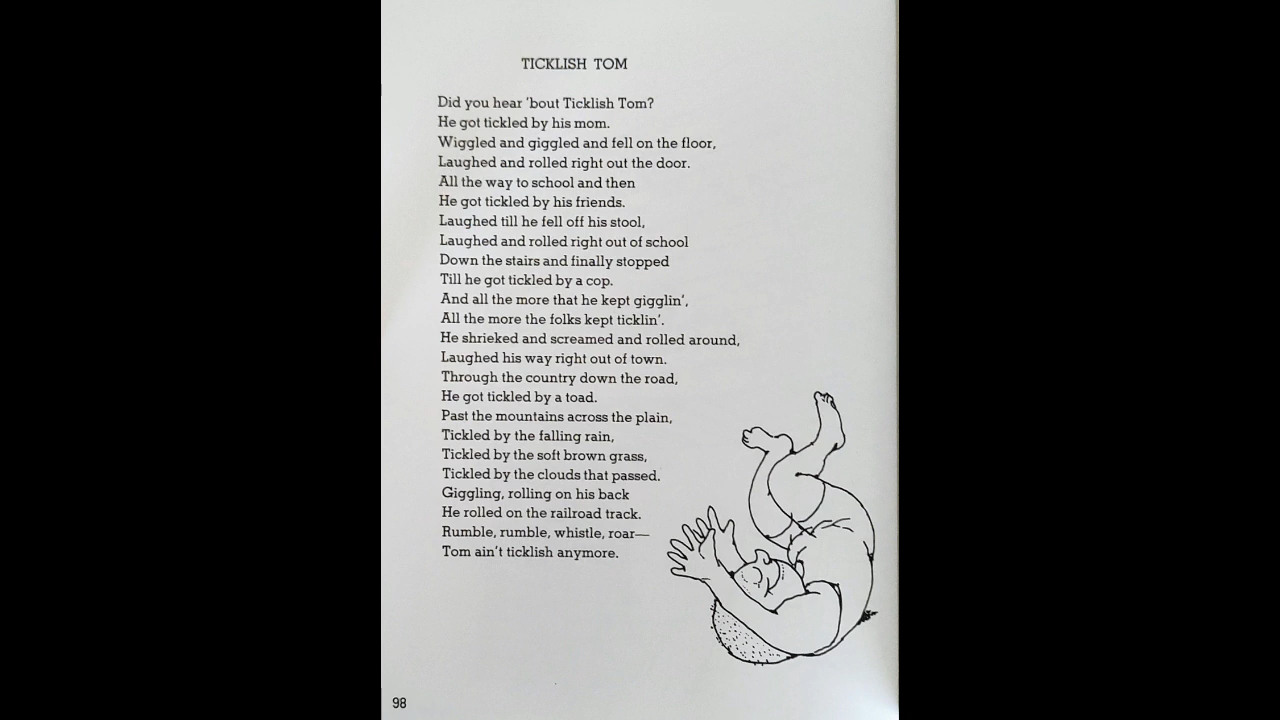 TICKLISH TOM
Did you hear 'bout Ticklish Tom?
He got tickled by his mom.
Wiggled and giggled and fell on the floor,
Laughed and rolled right out the door.
All the way to school and then
He got tickled by his friends.
Laughed till he fell off his stool,
Laughed and rolled right out of school
Down the stairs and finally stopped
Till he got tickled by a cop.
And all the more that he kept gigglin',
All the more the folks kept ticklin'.
He shrieked and screamed and rolled around,
Laughed his way right out of town.
Through the country down the road,
He got tickled by a toad.
Past the mountains across the plain,
Tickled by the falling rain,
Tickled by the soft brown grass,
Tickled by the clouds that passed.
Giggling, rolling on his back
He rolled on the railroad track.
Rumble, rumble, whistle, roar—
Tom ain't ticklish anymore.
98